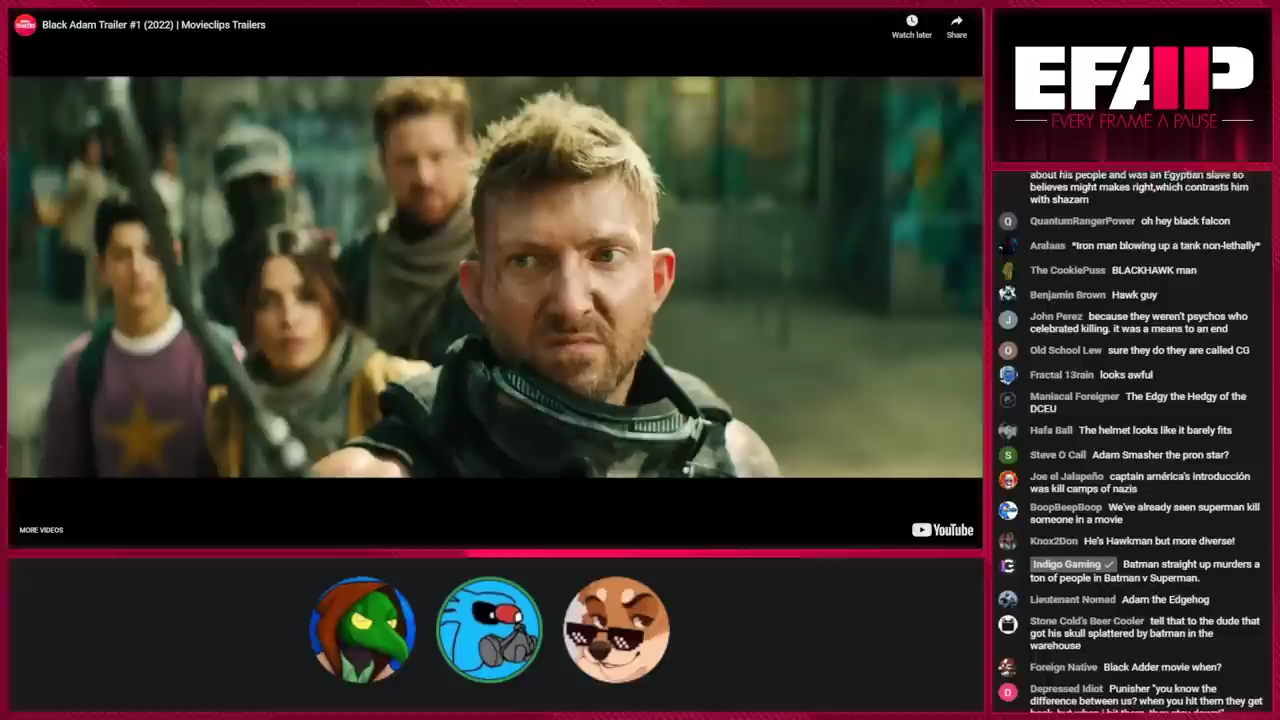 Black Adam Trailer #1 (2022) | Movieclips Trailers
Watch later
Share
MORE VIDEOS
YouTube
EFAP
EVERY FRAME A PAUSE
about his people and was an Egyptian slave so
believes might makes right,which contrasts him
with shazam
QuantumRangerPower oh hey black falcon
Aralaas *Iron man blowing up a tank non-lethally*
The CookiePuss BLACKHAWK man
Benjamin Brown Hawk guy
John Perez because they weren't psychos who
celebrated killing. it was a means to an end
Old School Lew sure they do they are called CG
Fractal 13rain looks awful
Maniacal Foreigner The Edgy the Hedgy of the
DCEU
Hafa Ball The helmet looks like it barely fits
Steve O Call Adam Smasher the pron star?
Joe el Jalapeño captain américa's introducción
was kill camps of nazis
BoopBeepBoop We've already seen superman kill
someone in a movie
Knox2Don He's Hawkman but more diverse!
Indigo Gaming Batman straight up murders a
ton of people in Batman v Superman.
Lieutenant Nomad Adam the Edgehog
Stone Cold's Beer Cooler tell that to the dude that
got his skull splattered by batman in the
warehouse
Foreign Native Black Adder movie when?
Depressed Idiot Punisher "you know the
difference between us? when you hit them they get